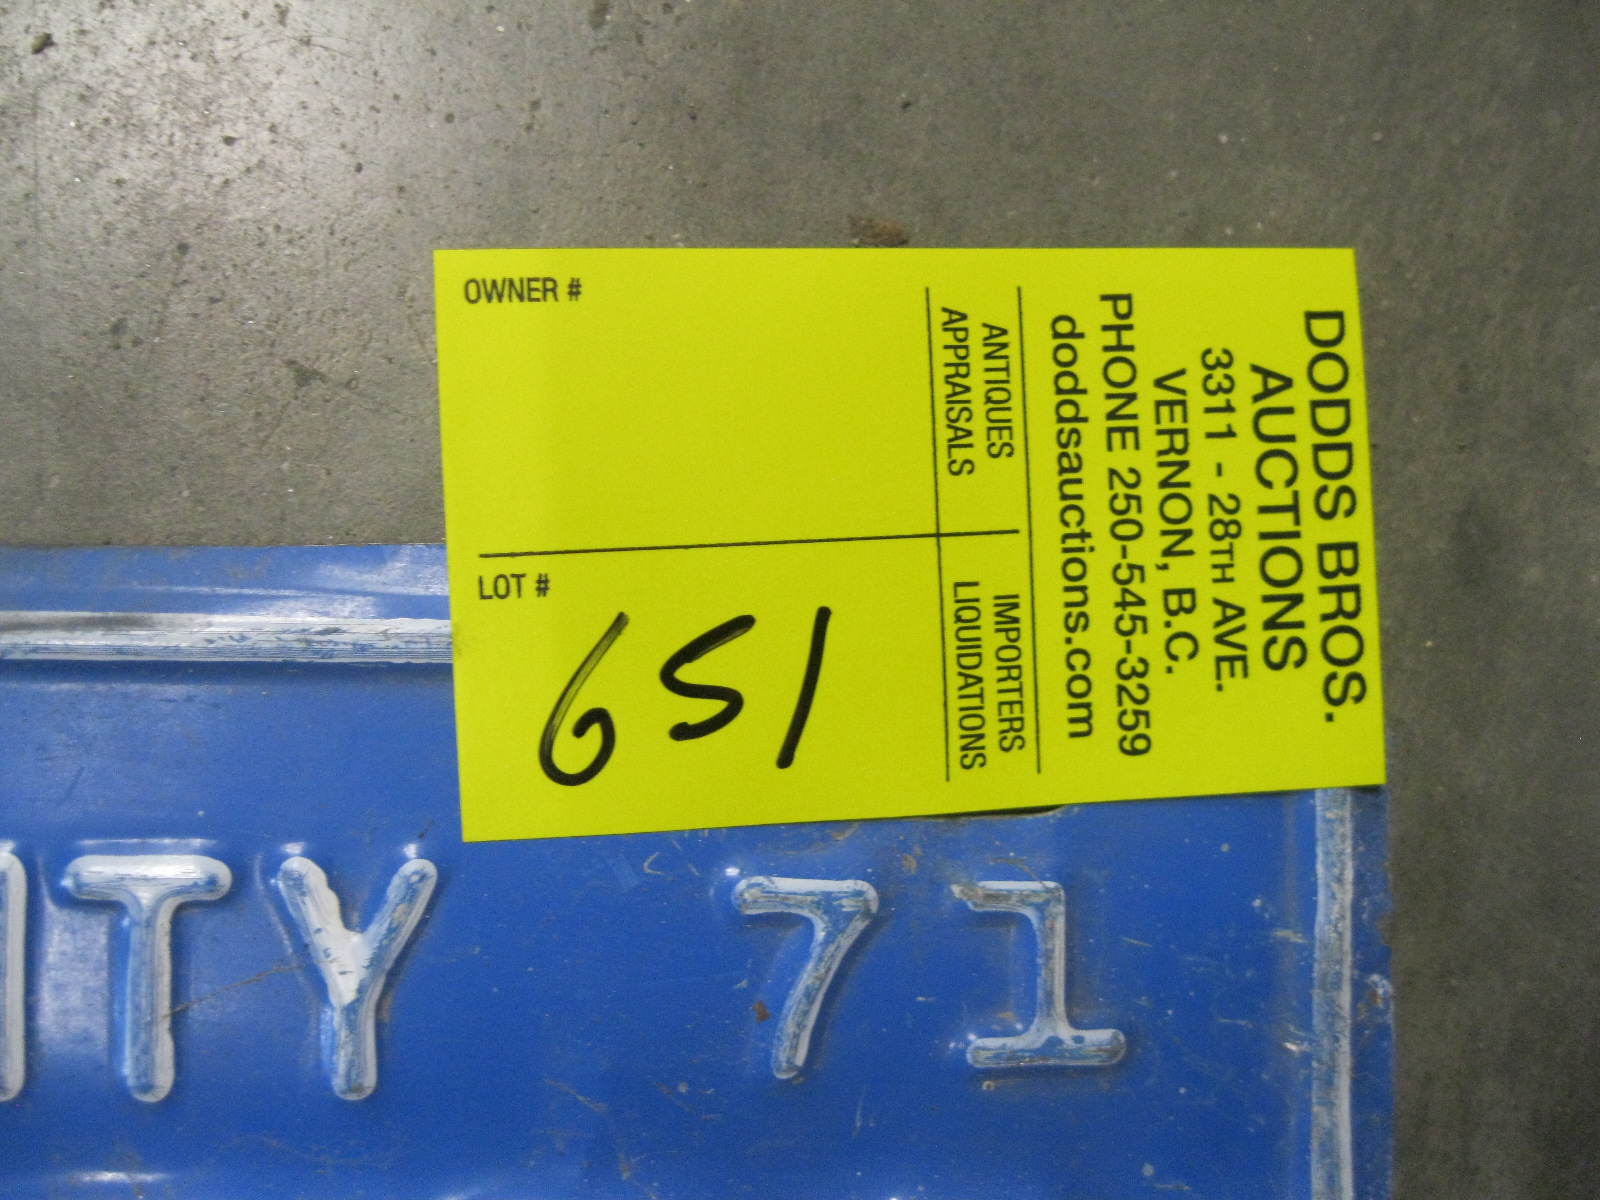 DODDS BROS.
AUCTIONS
3311 - 28TH AVE.
VERNON, B.C.
PHONE 250-545-3259
doddsauctions.com
ANTIQUES
APPRAISALS
IMPORTERS
LIQUIDATIONS
OWNER #
LOT #
651
TY 71